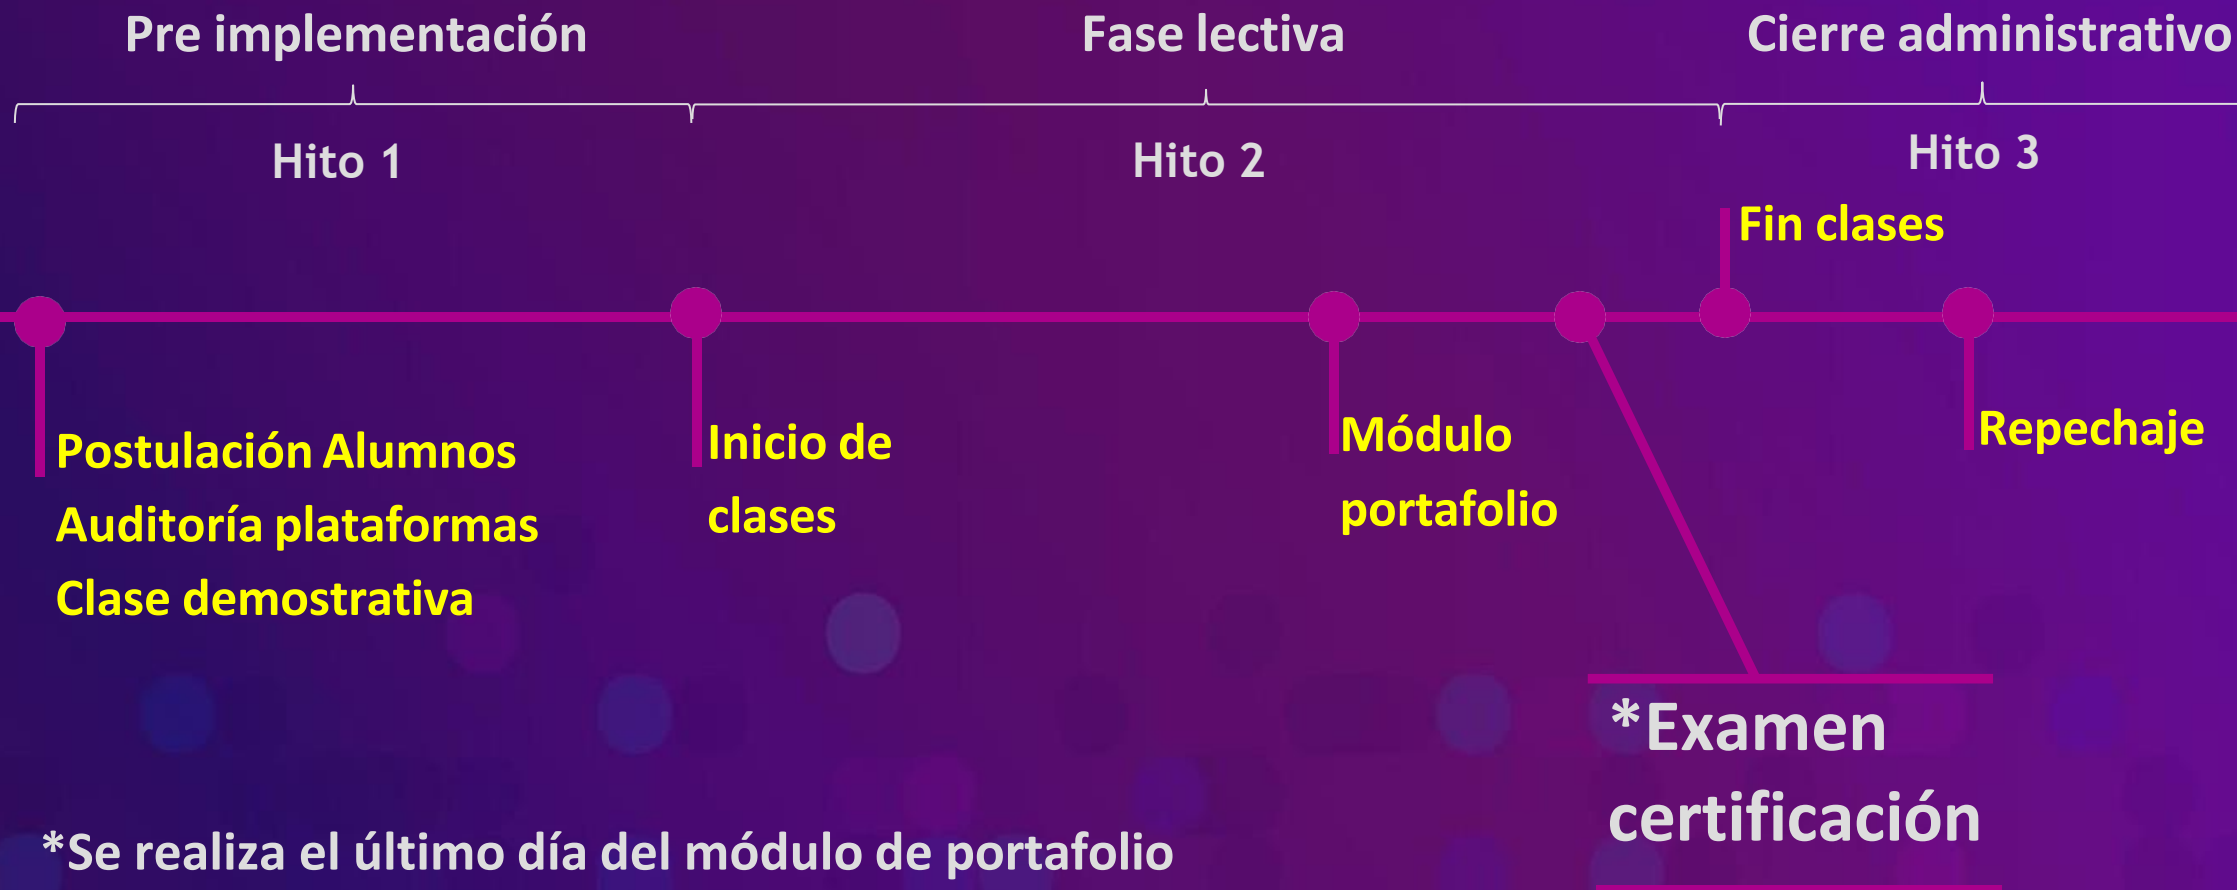 Pre implementación
Fase lectiva
Cierre administrativo
Hito 1
Hito 2
Hito 3
Fin clases
Postulación Alumnos
Auditoría plataformas
Clase demostrativa
Inicio de
clases
Módulo
portafolio
Repechaje
*Examen
certificación
*Se realiza el último día del módulo de portafolio